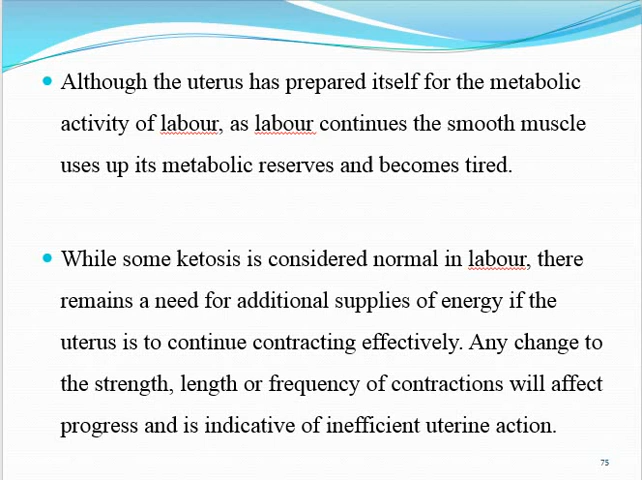 • Although the uterus has prepared itself for the metabolic
activity of labour, as labour continues the smooth muscle
uses up its metabolic reserves and becomes tired.
• While some ketosis is considered normal in labour, there
remains a need for additional supplies of energy if the
uterus is to continue contracting effectively. Any change to
the strength, length or frequency of contractions will affect
progress and is indicative of inefficient uterine action.
75